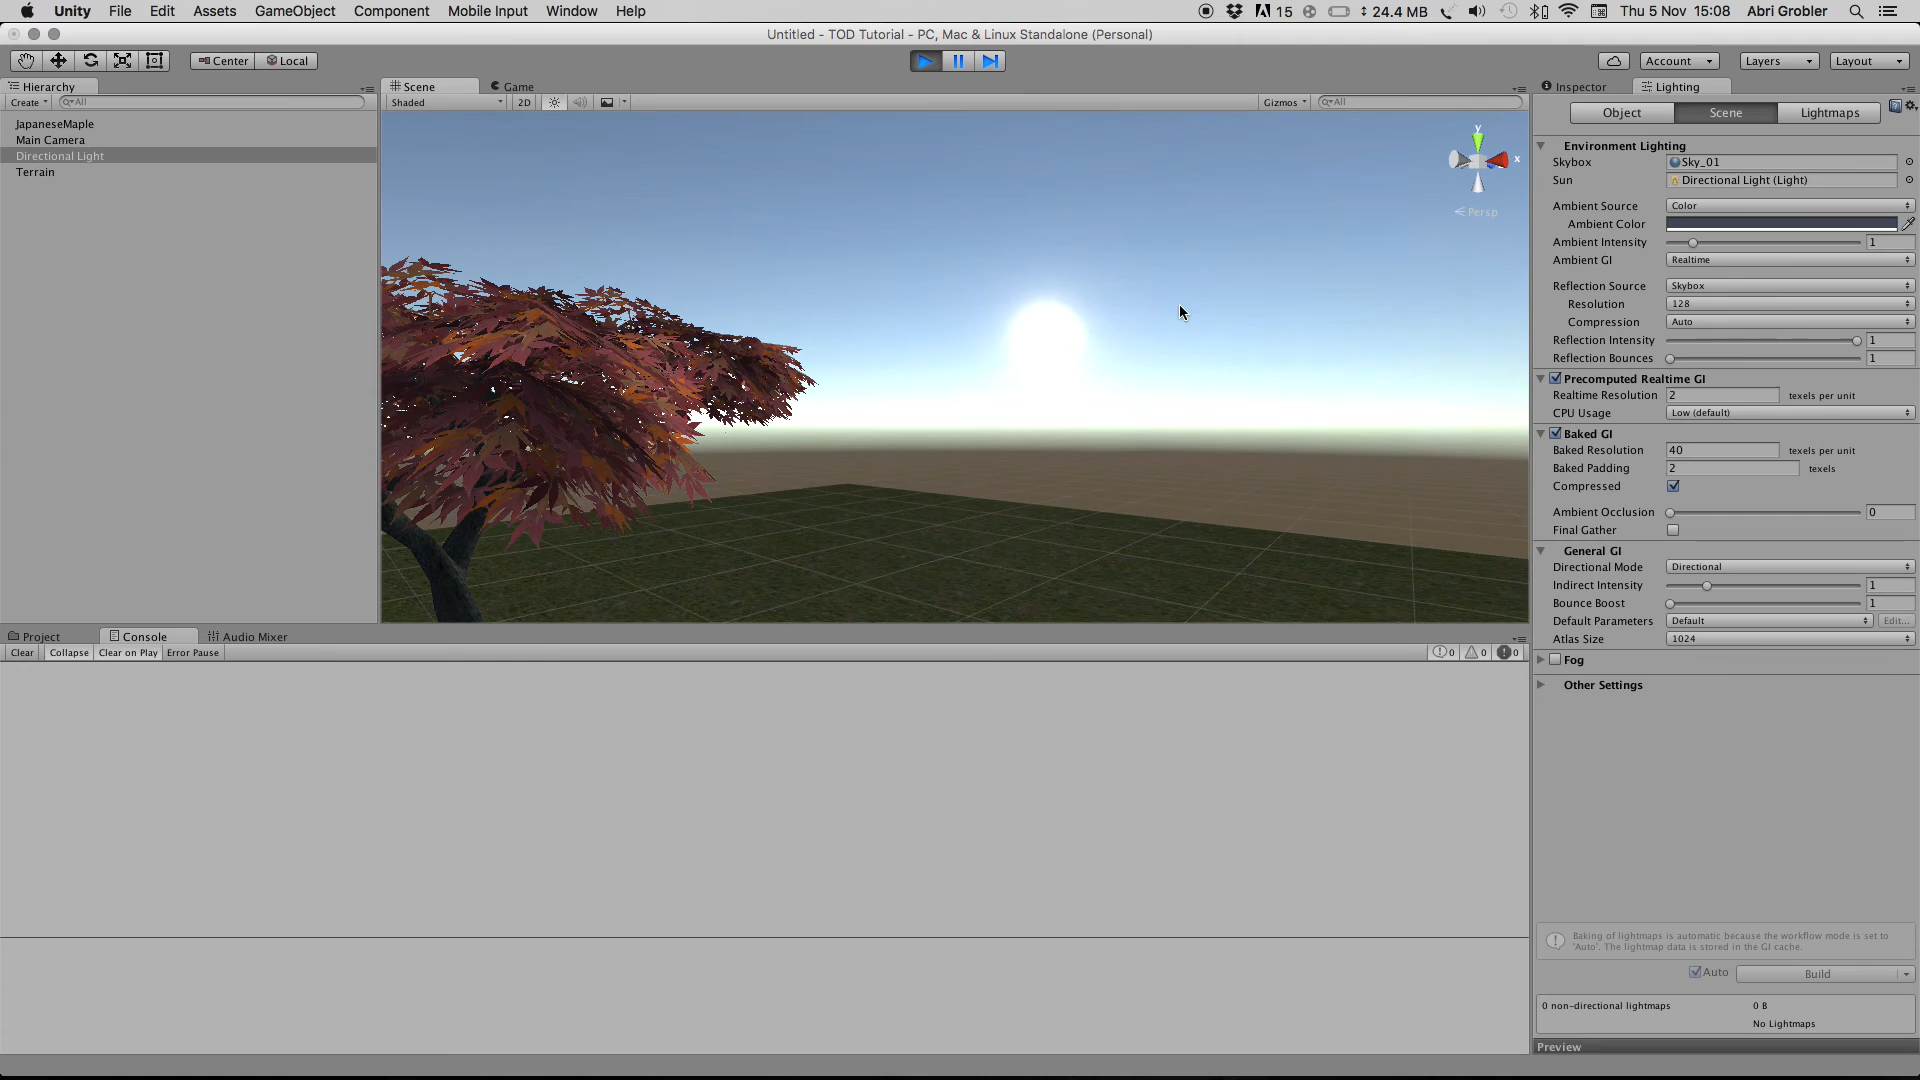 Unity File Edit Assets GameObject Component Mobile Input Window Help 15 24.4 MB Thu 5 Nov 15:08 Abri Grobler
Untitled - TOD Tutorial - PC, Mac & Linux Standalone (Personal)
Center Local Account Layers Layout
Hierarchy
Create All
JapaneseMaple
Main Camera
Directional Light
Terrain
Scene Game
Shaded 2D Gizmos All
y
x
Persp
Inspector Lighting
Object Scene Lightmaps
Environment Lighting
Skybox Sky_01
Sun Directional Light (Light)
Ambient Source Color
Ambient Color
Ambient Intensity 1
Ambient GI Realtime
Reflection Source Skybox
Resolution 128
Compression Auto
Reflection Intensity 1
Reflection Bounces 1
Precomputed Realtime GI
Realtime Resolution 2 texels per unit
CPU Usage Low (default)
Baked GI
Baked Resolution 40 texels per unit
Baked Padding 2 texels
Compressed
Ambient Occlusion 0
Final Gather
General GI
Directional Mode Directional
Indirect Intensity 1
Bounce Boost 1
Default Parameters Default Edit...
Atlas Size 1024
Fog
Other Settings
Baking of lightmaps is automatic because the workflow mode is set to
'Auto'. The lightmap data is stored in the GI cache.
Auto Build
0 non-directional lightmaps 0 B
No Lightmaps
Preview
Project Console Audio Mixer
Clear Collapse Clear on Play Error Pause 0 0 0